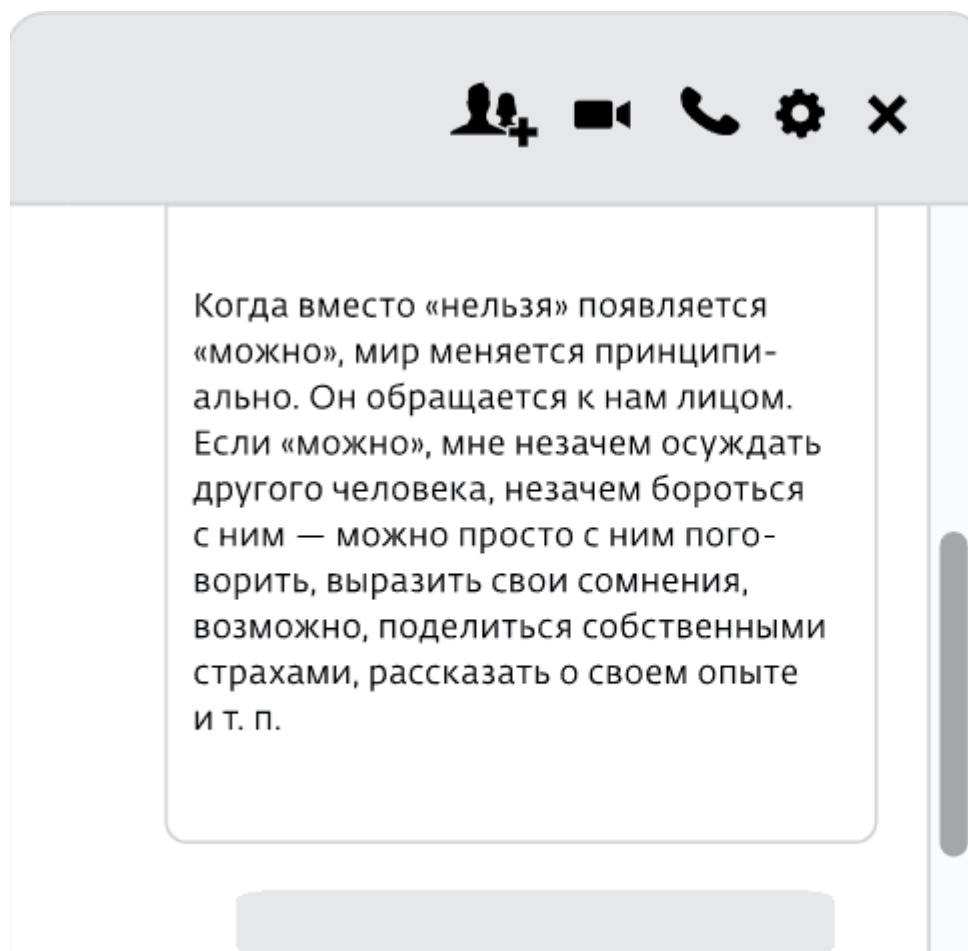 Когда вместо «нельзя» появляется
«можно», мир меняется принципи-
ально. Он обращается к нам лицом.
Если «можно», мне незачем осуждать
другого человека, незачем бороться
с ним — можно просто с ним пого-
ворить, выразить свои сомнения,
возможно, поделиться собственными
страхами, рассказать о своем опыте
и т. п.